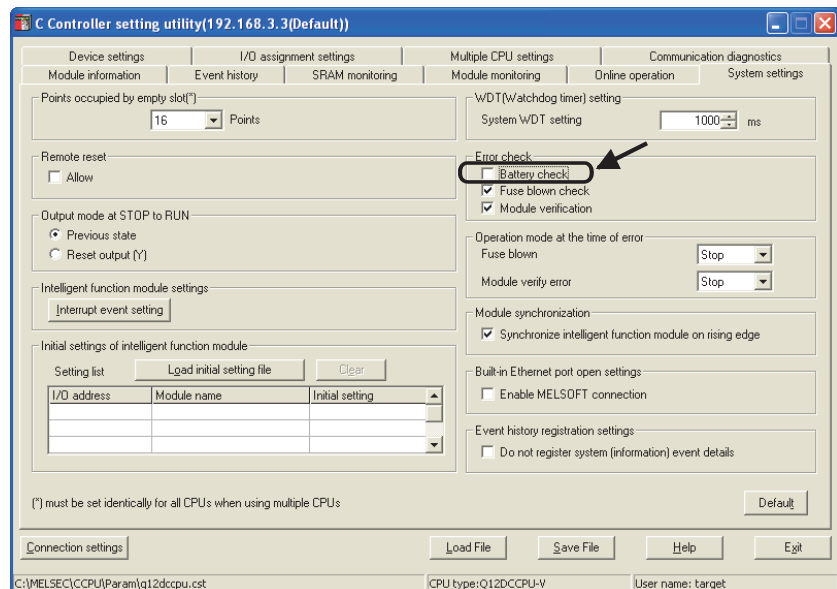 C Controller setting utility(192.168.3.3(Default))
Device settings
I/O assignment settings
Multiple CPU settings
Communication diagnostics
Module information
Event history
SRAM monitoring
Module monitoring
Online operation
System settings
Points occupied by empty slot(*)
16 Points
Remote reset
Allow
Output mode at STOP to RUN
Previous state
Reset output (Y)
Intelligent function module settings
Interrupt event setting
Initial settings of intelligent function module
Setting list Load initial setting file Clear
I/O address Module name Initial setting
(*) must be set identically for all CPUs when using multiple CPUs
WDT(Watchdog timer) setting
System WDT setting 1000 ms
Error check
Battery check
Fuse blown check
Module verification
Operation mode at the time of error
Fuse blown Stop
Module verify error Stop
Module synchronization
Synchronize intelligent function module on rising edge
Built-in Ethernet port open settings
Enable MELSOFT connection
Event history registration settings
Do not register system (information) event details
Default
Connection settings
Load File
Save File
Help
Exit
C:\MELSEC\CCPU\Param\q12dccpu.cst
CPU type:Q12DCCPU-V
User name: target